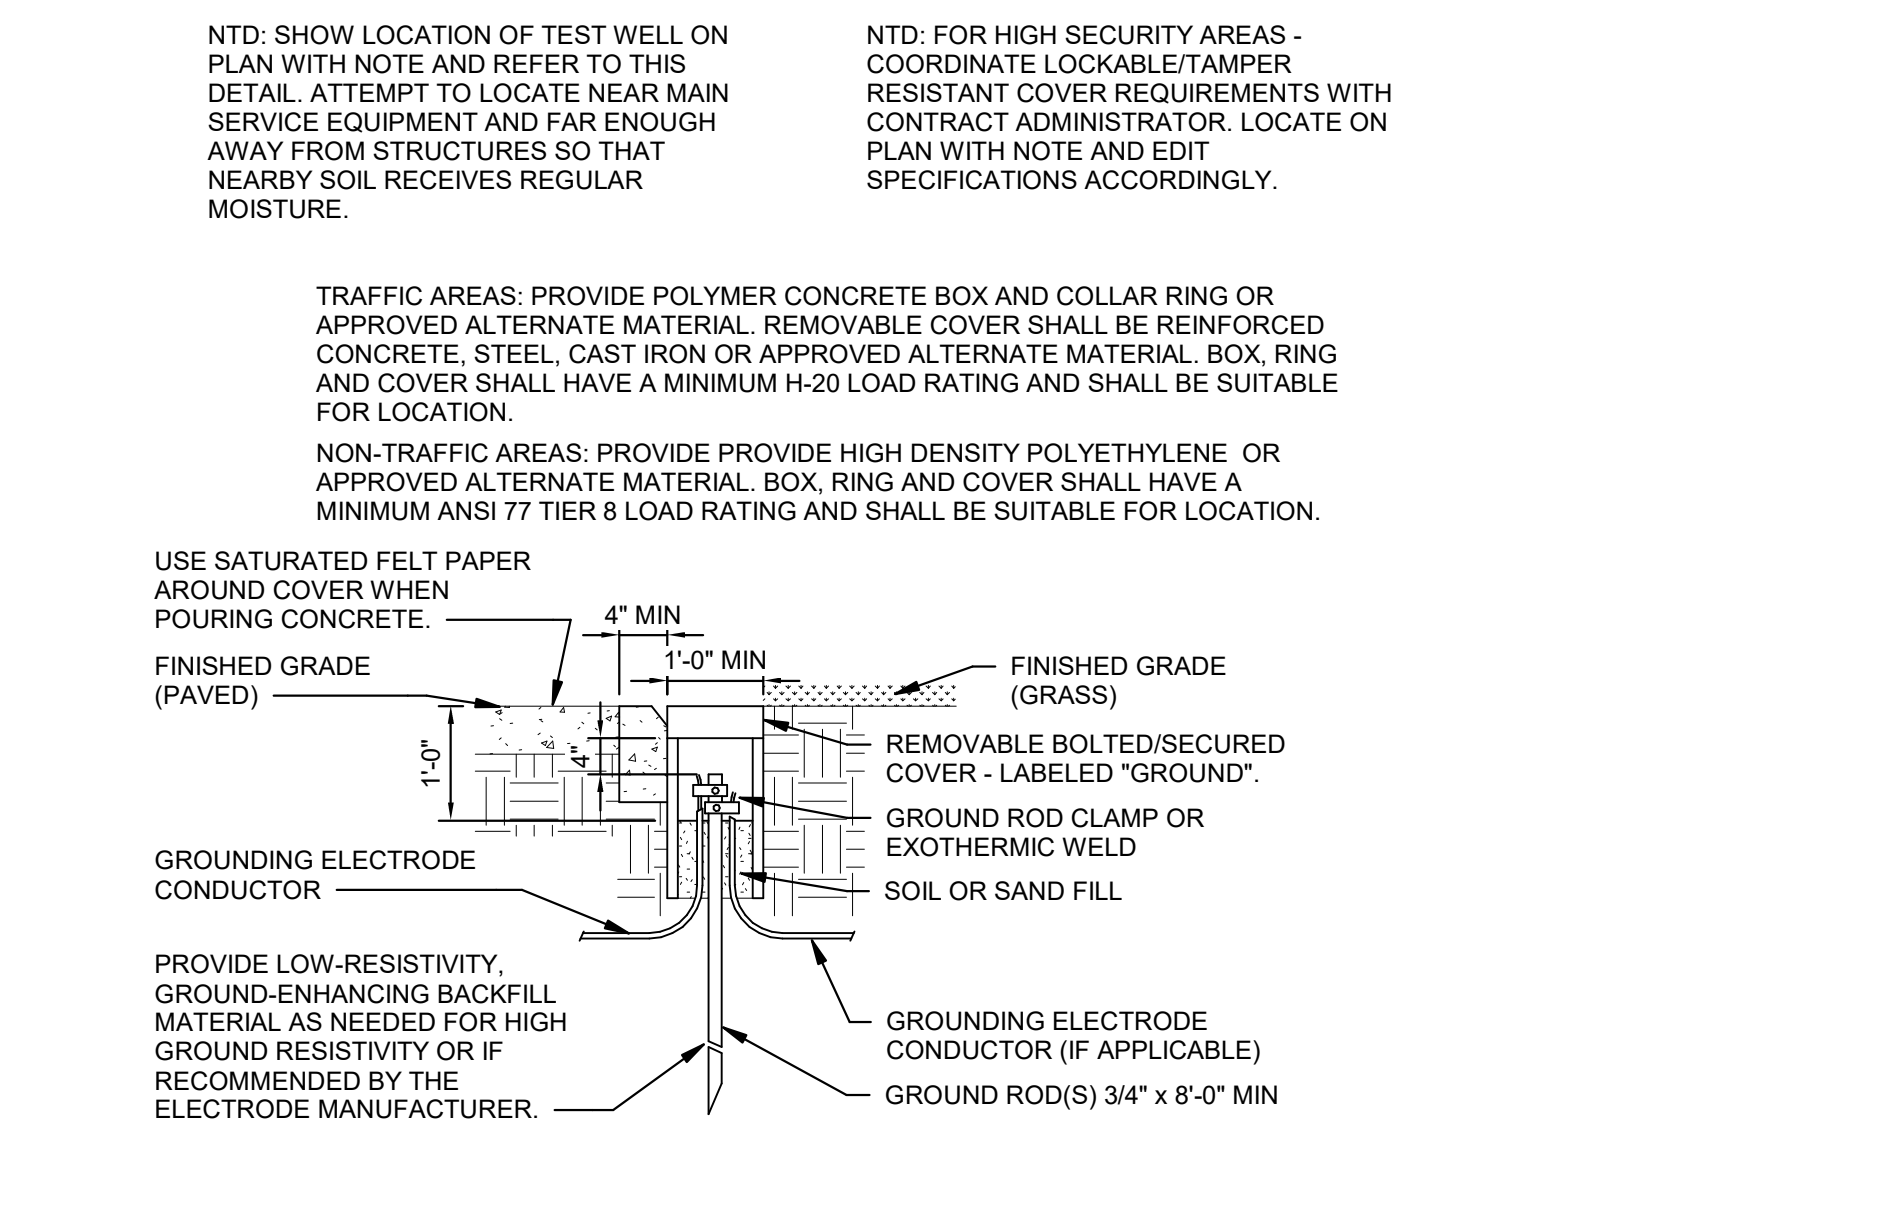 NTD: SHOW LOCATION OF TEST WELL ON
PLAN WITH NOTE AND REFER TO THIS
DETAIL. ATTEMPT TO LOCATE NEAR MAIN
SERVICE EQUIPMENT AND FAR ENOUGH
AWAY FROM STRUCTURES SO THAT
NEARBY SOIL RECEIVES REGULAR
MOISTURE.
NTD: FOR HIGH SECURITY AREAS -
COORDINATE LOCKABLE/TAMPER
RESISTANT COVER REQUIREMENTS WITH
CONTRACT ADMINISTRATOR. LOCATE ON
PLAN WITH NOTE AND EDIT
SPECIFICATIONS ACCORDINGLY.
TRAFFIC AREAS: PROVIDE POLYMER CONCRETE BOX AND COLLAR RING OR
APPROVED ALTERNATE MATERIAL. REMOVABLE COVER SHALL BE REINFORCED
CONCRETE, STEEL, CAST IRON OR APPROVED ALTERNATE MATERIAL. BOX, RING
AND COVER SHALL HAVE A MINIMUM H-20 LOAD RATING AND SHALL BE SUITABLE
FOR LOCATION.
NON-TRAFFIC AREAS: PROVIDE PROVIDE HIGH DENSITY POLYETHYLENE  OR
APPROVED ALTERNATE MATERIAL. BOX, RING AND COVER SHALL HAVE A
MINIMUM ANSI 77 TIER 8 LOAD RATING AND SHALL BE SUITABLE FOR LOCATION.
USE SATURATED FELT PAPER
AROUND COVER WHEN
POURING CONCRETE.
4" MIN
1'-0" MIN
FINISHED GRADE
(PAVED)
FINISHED GRADE
(GRASS)
1'-0"
4"
REMOVABLE BOLTED/SECURED
COVER - LABELED "GROUND".
GROUND ROD CLAMP OR
EXOTHERMIC WELD
GROUNDING ELECTRODE
CONDUCTOR
SOIL OR SAND FILL
PROVIDE LOW-RESISTIVITY,
GROUND-ENHANCING BACKFILL
MATERIAL AS NEEDED FOR HIGH
GROUND RESISTIVITY OR IF
RECOMMENDED BY THE
ELECTRODE MANUFACTURER.
GROUNDING ELECTRODE
CONDUCTOR (IF APPLICABLE)
GROUND ROD(S) 3/4" x 8'-0" MIN